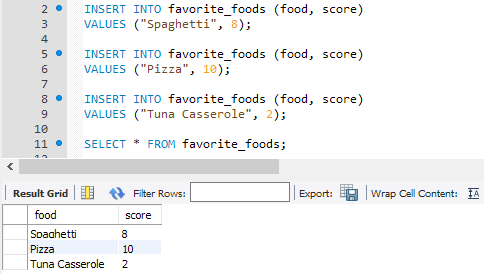 2 INSERT INTO favorite_foods (food, score)
3 VALUES ("Spaghetti", 8);
4
5 INSERT INTO favorite_foods (food, score)
6 VALUES ("Pizza", 10);
7
8 INSERT INTO favorite_foods (food, score)
9 VALUES ("Tuna Casserole", 2);
10
11 SELECT * FROM favorite_foods;
Result Grid Filter Rows: Export: Wrap Cell Content: IA
food score
Spaghetti 8
Pizza 10
Tuna Casserole 2